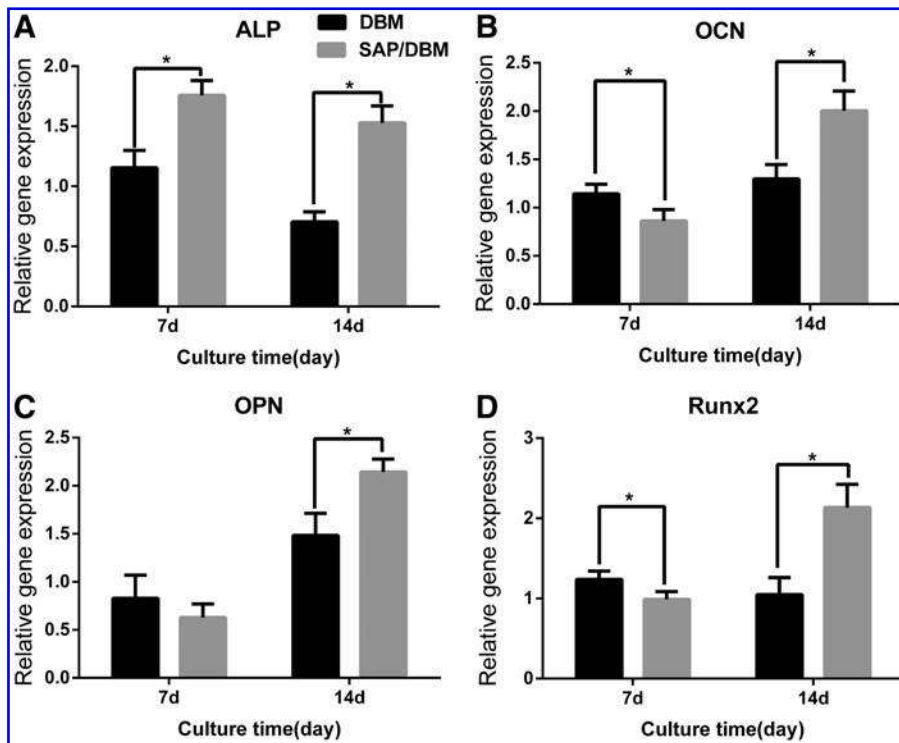 A
ALP
DBM
SAP/DBM
Relative gene expression
2.0
1.5
1.0
0.5
0.0
*
*
7d
14d
Culture time(day)
B
OCN
Relative gene expression
2.5
2.0
1.5
1.0
0.5
0.0
*
*
7d
14d
Culture time(day)
C
OPN
Relative gene expression
2.5
2.0
1.5
1.0
0.5
0.0
*
7d
14d
Culture time(day)
D
Runx2
Relative gene expression
3
2
1
0
*
*
7d
14d
Culture time(day)